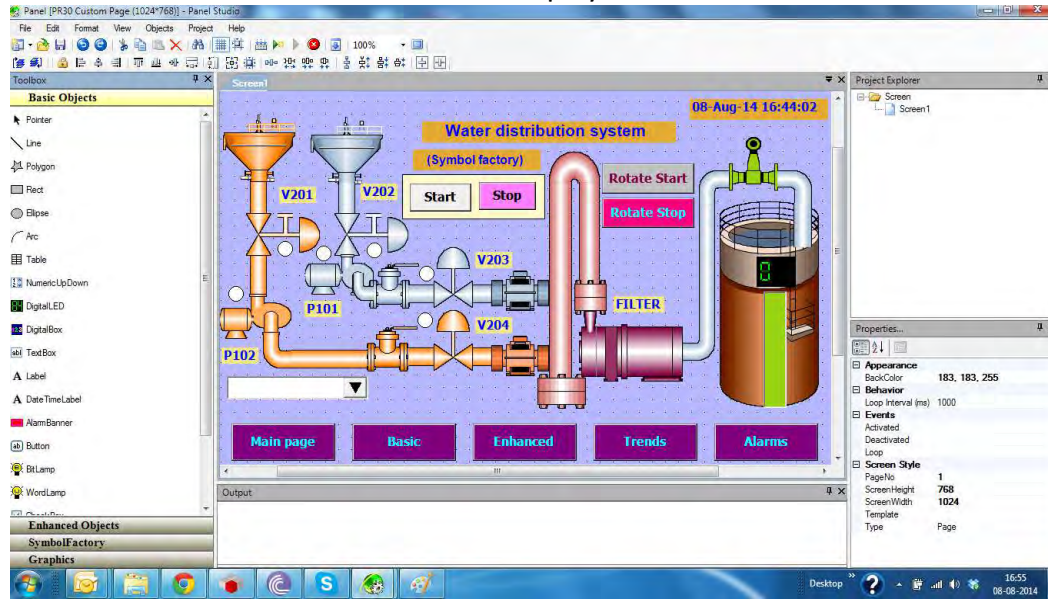 Panel [PR30 Custom Page (1024*768)] - Panel Studio
File Edit Format View Objects Project Help
100%
Toolbox
Basic Objects
Pointer
Line
Polygon
Rect
Ellipse
Arc
Table
NumericUpDown
DigitalLED
DigitalBox
TextBox
A Label
A DateTimeLabel
AlarmBanner
Button
BitLamp
WordLamp
Enhanced Objects
SymbolFactory
Graphics
Screen1
08-Aug-14 16:44:02
Water distribution system
(Symbol factory)
Start Stop
Rotate Start
Rotate Stop
V201
V202
V203
V204
P101
P102
FILTER
0
Main page Basic Enhanced Trends Alarms
Output
Project Explorer
Screen
Screen1
Properties...
Appearance
BackColor 183, 183, 255
Behavior
Loop Interval (ms) 1000
Events
Activated
Deactivated
Loop
Screen Style
PageNo 1
ScreenHeight 768
ScreenWidth 1024
Template
Type Page
Desktop
16:55
08-08-2014